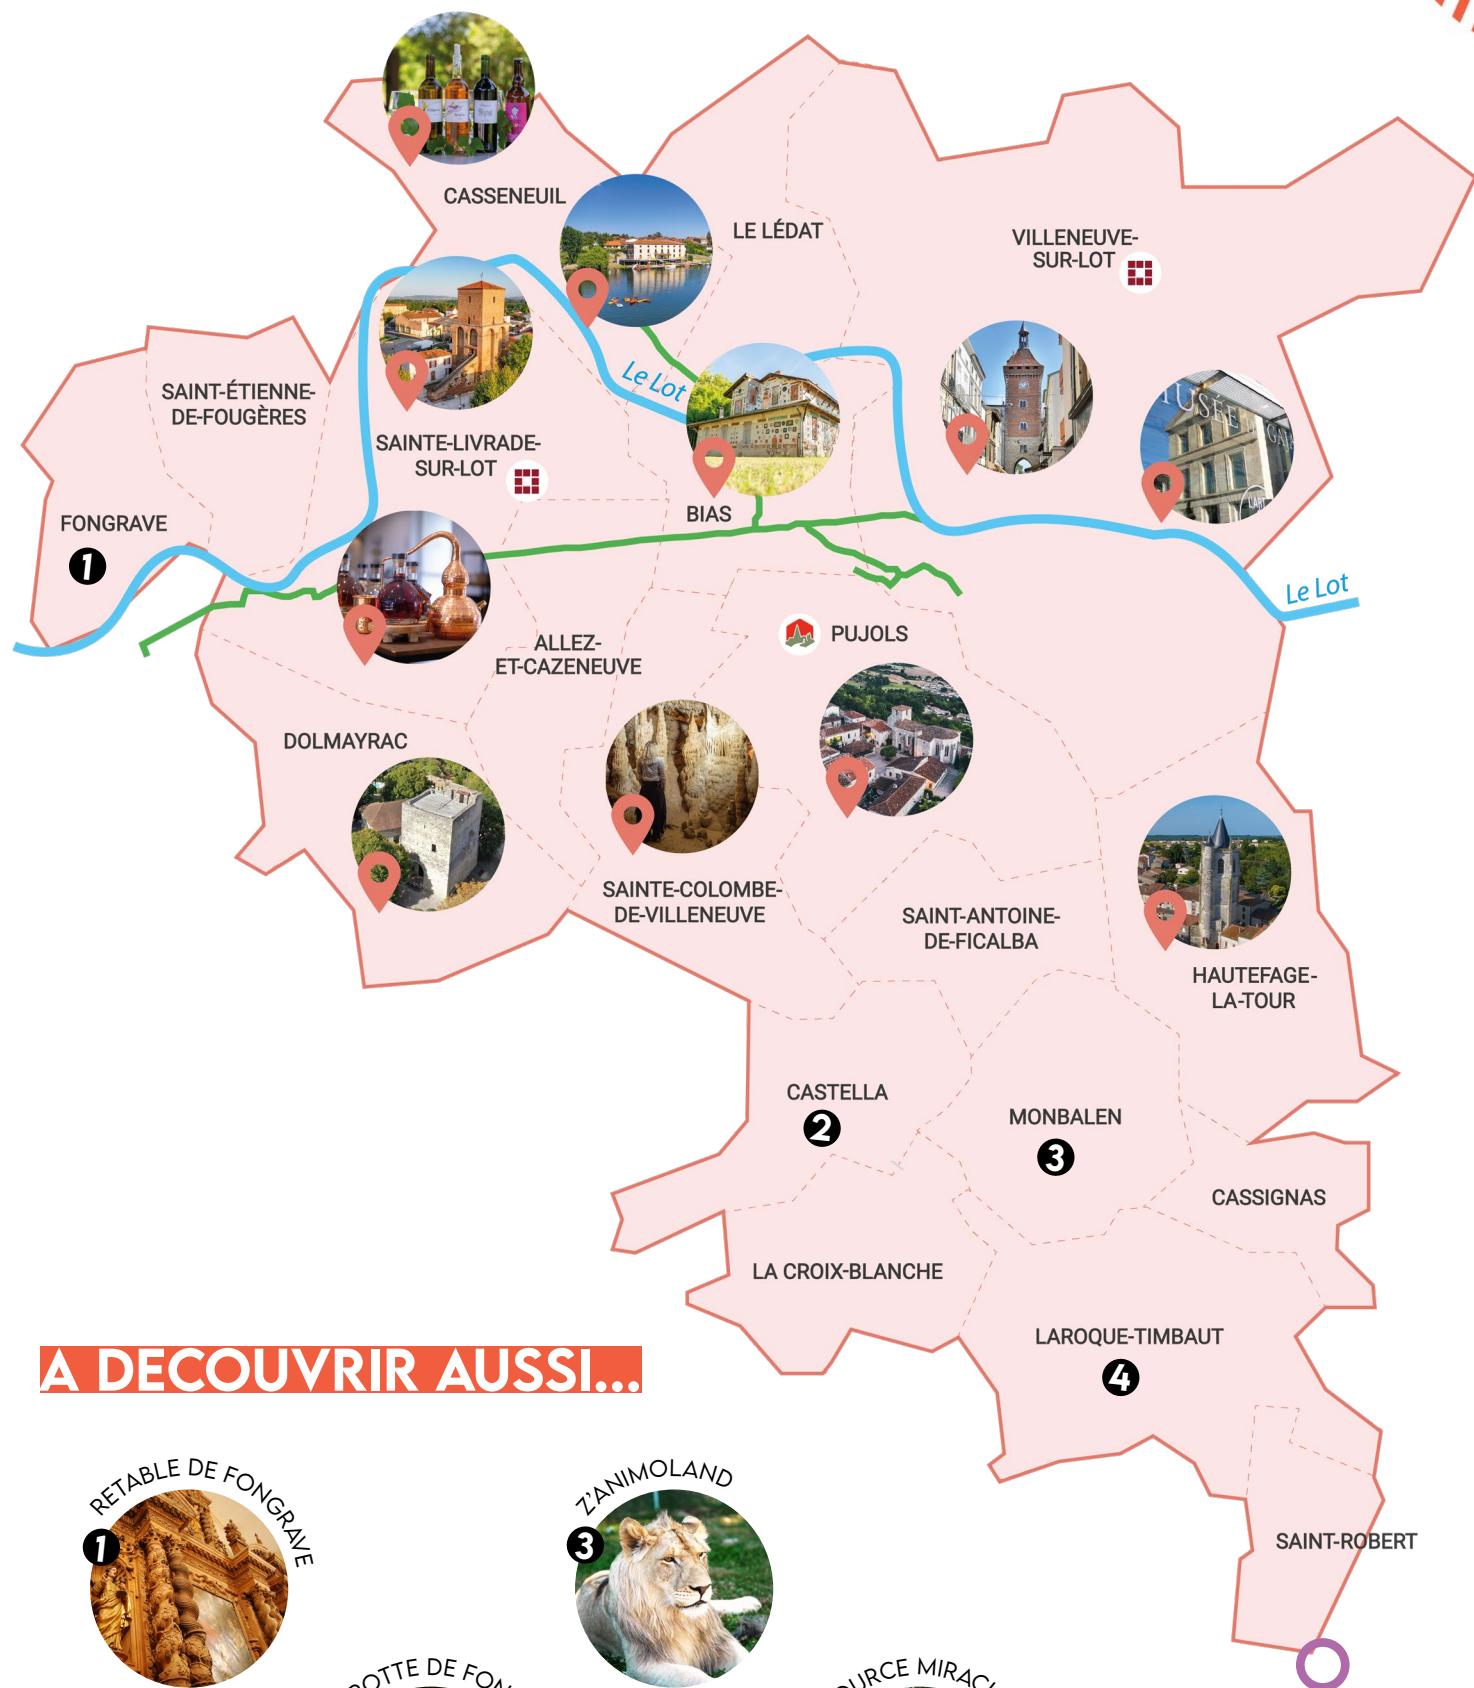 CASSENEUIL
LE LÉDAT
VILLENEUVE-
SUR-LOT
SAINT-ÉTIENNE-
DE-FOUGÈRES
Le Lot
MUSÉE
SAINTE-LIVRADE-
SUR-LOT
BIAS
FONGRAVE
1
Le Lot
ALLEZ-
ET-CAZENEUVE
PUJOLS
DOLMAYRAC
SAINTE-COLOMBE-
DE-VILLENEUVE
SAINT-ANTOINE-
DE-FICALBA
HAUTEFAGE-
LA-TOUR
CASTELLA
2
MONBALEN
3
CASSIGNAS
LA CROIX-BLANCHE
LAROQUE-TIMBAUT
4
SAINT-ROBERT
A DECOUVRIR AUSSI...
RETABLE DE FONGRAVE
1
Z'ANIMOLAND
3